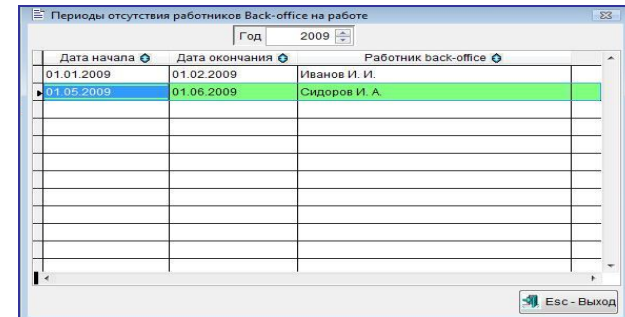 Периоды отсутствия работников Back-office на работе
Год 2009
Дата начала Дата окончания Работник back-office
01.01.2009 01.02.2009 Иванов И. И.
01.05.2009 01.06.2009 Сидоров И. А.
Esc - Выход